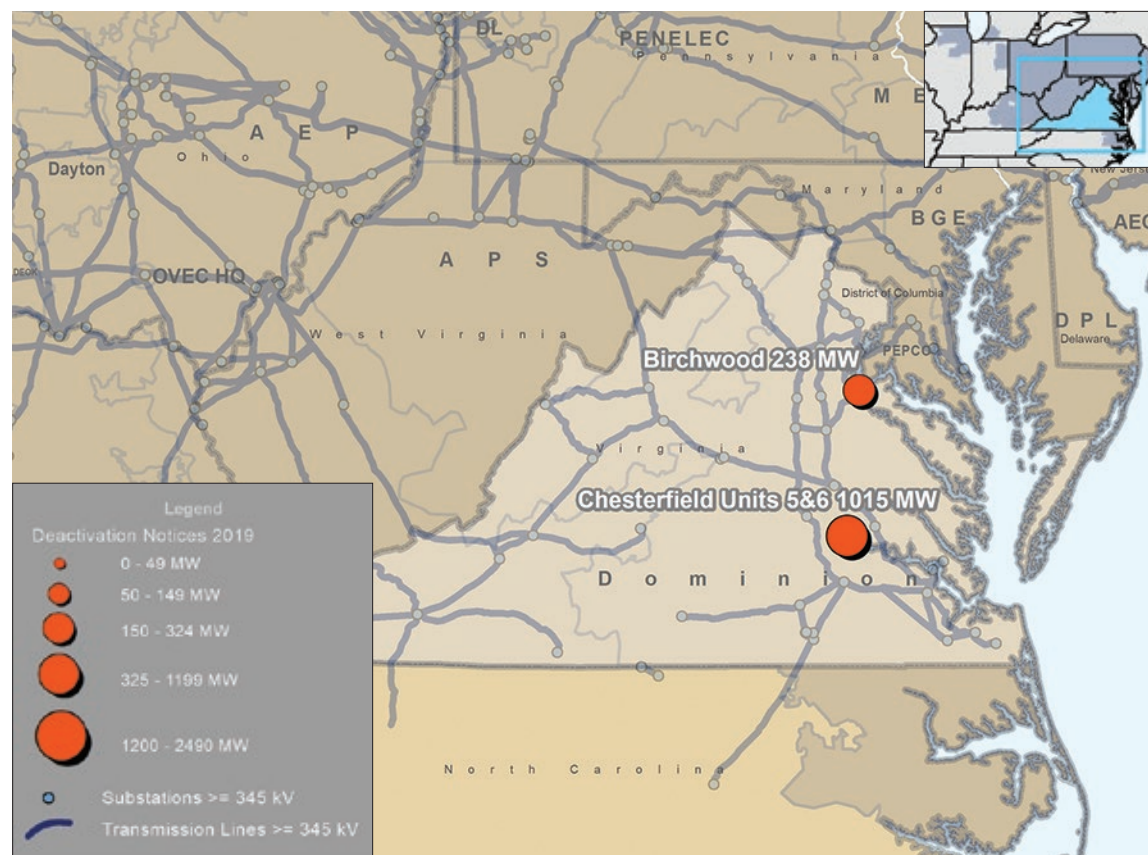 DL
PENELEC
Pennsylvania
M E
A E P
Ohio
Dayton
Maryland
New Jersey
BGE
AEC
DEOK
OVEC HQ
A P S
District of Columbia
West Virginia
DPL
Delaware
PEPCO
Birchwood 238 MW
Virginia
Chesterfield Units 5&6 1015 MW
Dominion
North Carolina
Legend
Deactivation Notices 2019
0 - 49 MW
50 - 149 MW
150 - 324 MW
325 - 1199 MW
1200 - 2490 MW
Substations >= 345 kV
Transmission Lines >= 345 kV